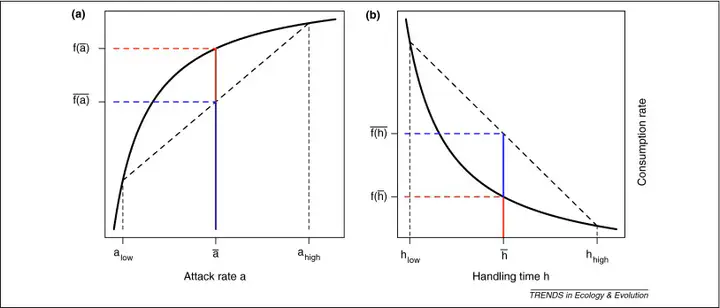 (a)
f(a̅)
f(a)̅
a low
a̅
a high
Attack rate a
(b)
f(h)̅
f(h̅)
h low
h̅
h high
Handling time h
Consumption rate
TRENDS in Ecology & Evolution